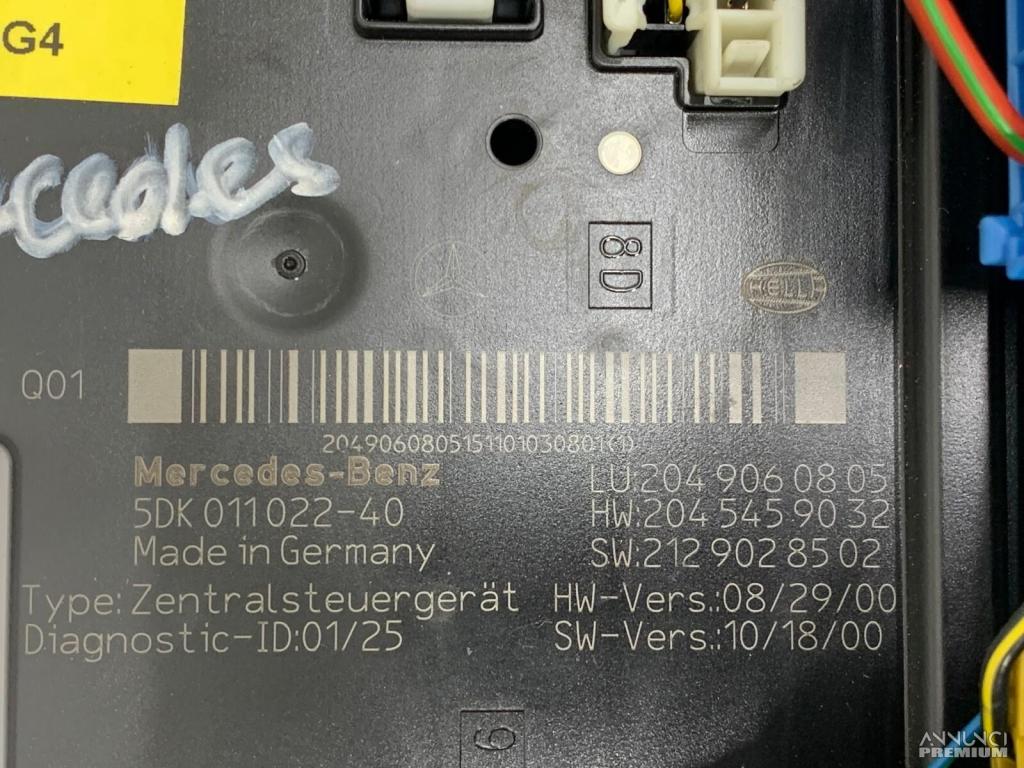 G4
8D
HELLA
Q01
2049060805151101030801(1)
Mercedes-Benz
LU:204 906 08 05
5DK 011 022-40
HW:204 545 90 32
Made in Germany
SW:212 902 85 02
Type: Zentralsteuergerät
HW-Vers.:08/29/00
Diagnostic-ID:01/25
SW-Vers.:10/18/00
ANNUNCI
PREMIUM